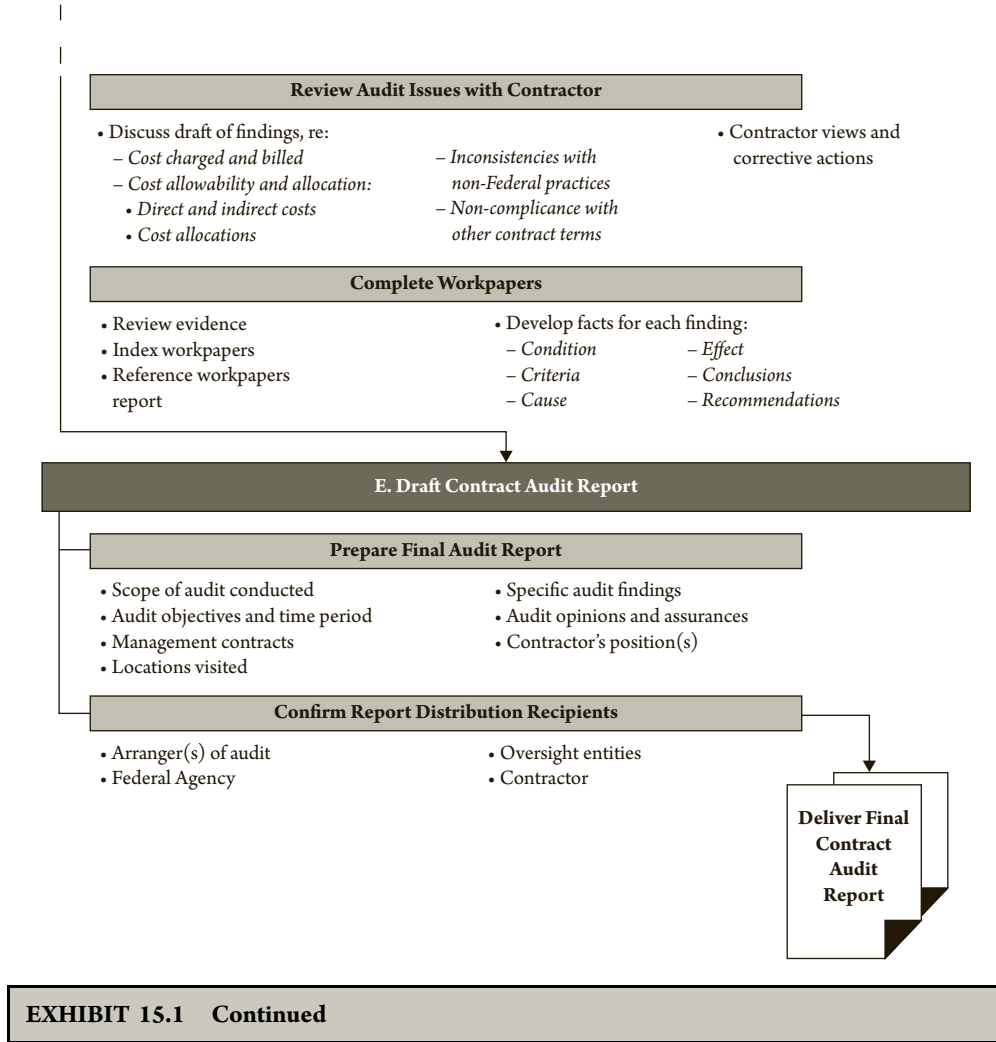 Review Audit Issues with Contractor
• Discuss draft of findings, re:
– Cost charged and billed
– Cost allowability and allocation:
• Direct and indirect costs
• Cost allocations
– Inconsistencies with
non-Federal practices
– Non-complicance with
other contract terms
• Contractor views and
corrective actions
Complete Workpapers
• Review evidence
• Index workpapers
• Reference workpapers
report
• Develop facts for each finding:
– Condition
– Criteria
– Cause
– Effect
– Conclusions
– Recommendations
E. Draft Contract Audit Report
Prepare Final Audit Report
• Scope of audit conducted
• Audit objectives and time period
• Management contracts
• Locations visited
• Specific audit findings
• Audit opinions and assurances
• Contractor's position(s)
Confirm Report Distribution Recipients
• Arranger(s) of audit
• Federal Agency
• Oversight entities
• Contractor
Deliver Final
Contract
Audit
Report
EXHIBIT 15.1 Continued